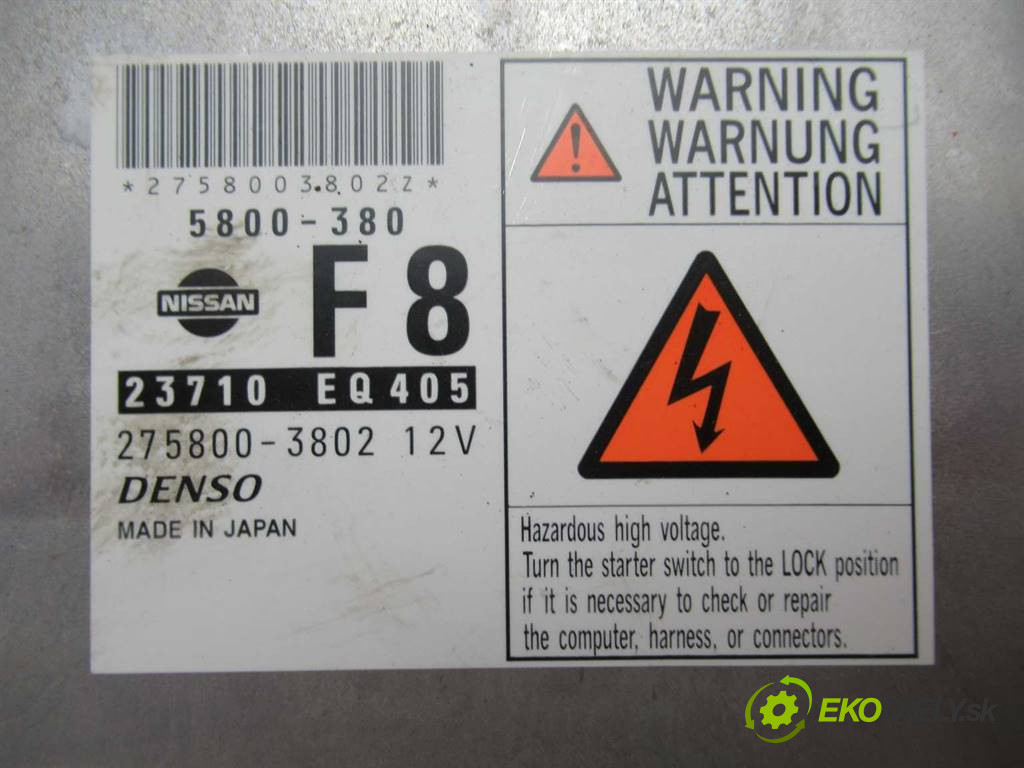 *2758003802Z*
5800-380
NISSAN
F8
23710 EQ405
275800-3802 12V
DENSO
MADE IN JAPAN
WARNING
WARNUNG
ATTENTION
Hazardous high voltage.
Turn the starter switch to the LOCK position
if it is necessary to check or repair
the computer, harness, or connectors.
EKO
.sk